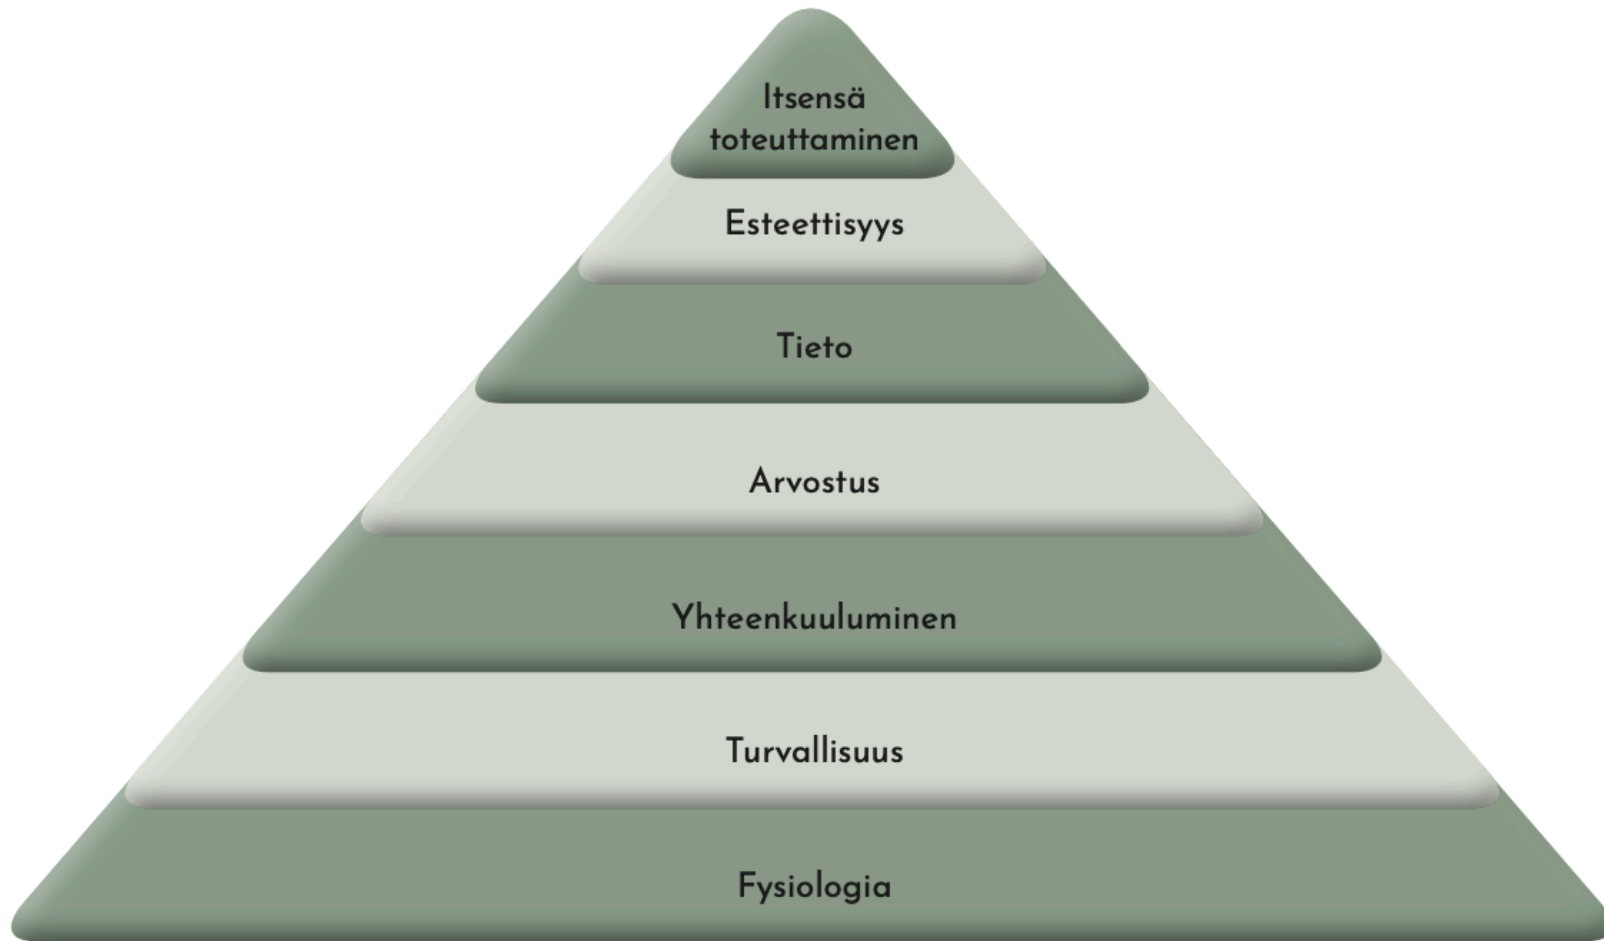 Itsensä
toteuttaminen
Esteettisyys
Tieto
Arvostus
Yhteenkuuluminen
Turvallisuus
Fysiologia